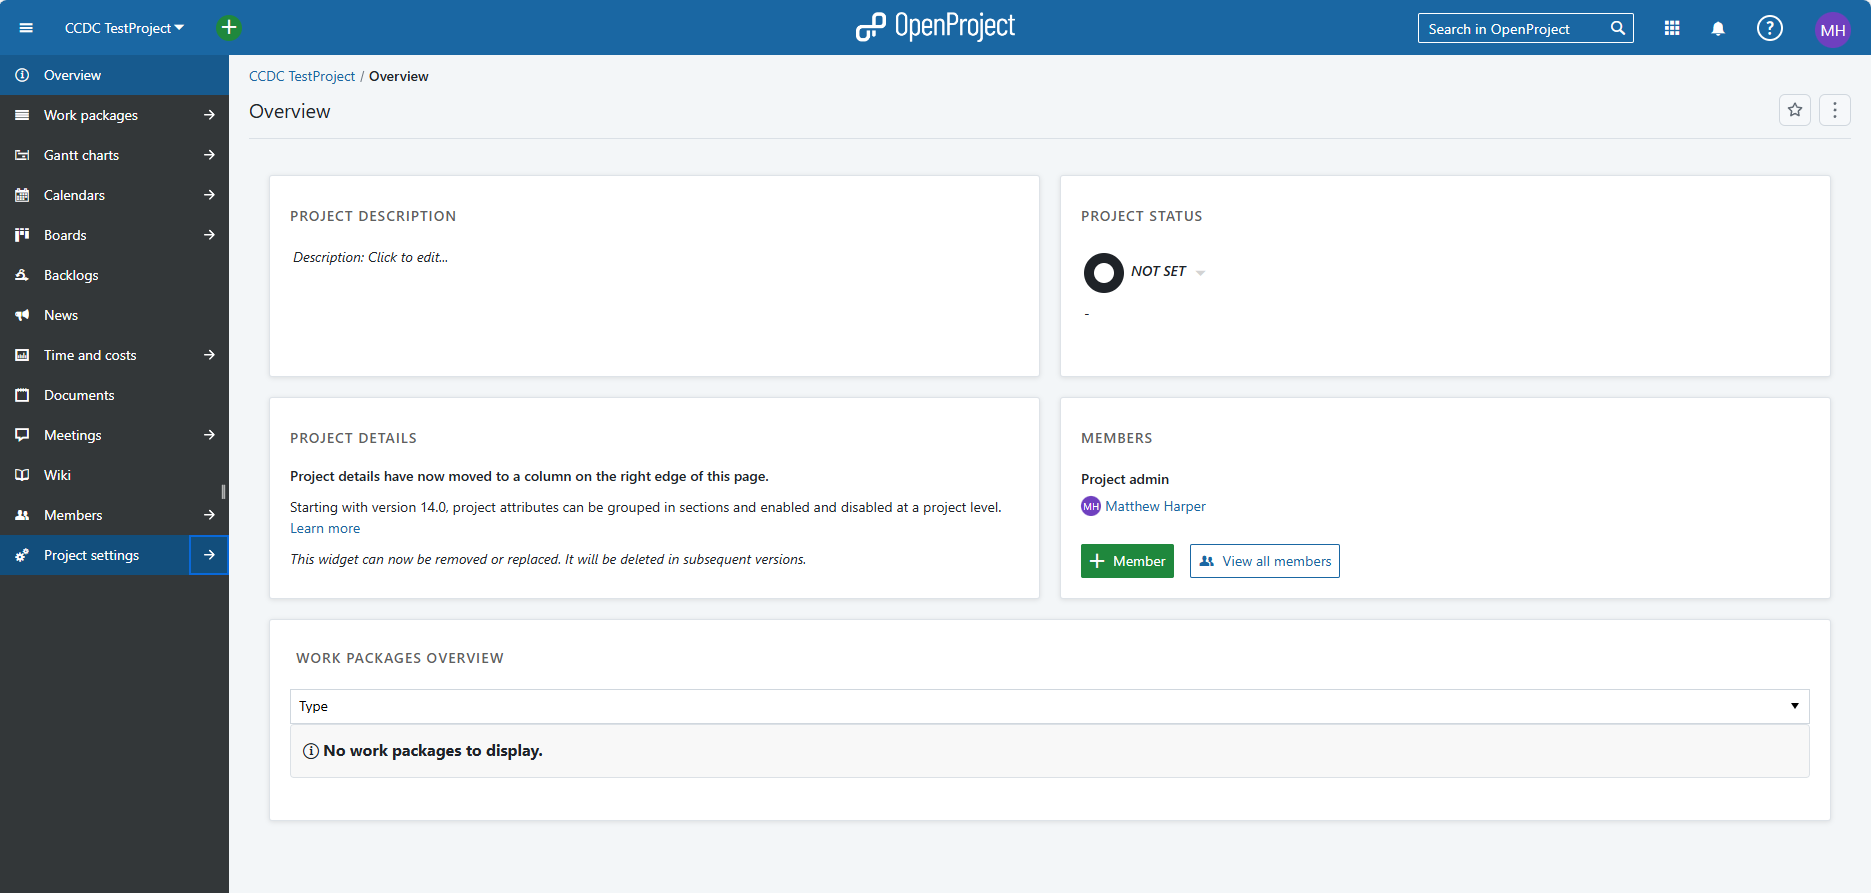 CCDC TestProject
OpenProject
Search in OpenProject
MH
Overview
Work packages
Gantt charts
Calendars
Boards
Backlogs
News
Time and costs
Documents
Meetings
Wiki
Members
Project settings
CCDC TestProject / Overview
Overview
PROJECT DESCRIPTION
Description: Click to edit...
PROJECT STATUS
NOT SET
-
PROJECT DETAILS
Project details have now moved to a column on the right edge of this page.
Starting with version 14.0, project attributes can be grouped in sections and enabled and disabled at a project level.
Learn more
This widget can now be removed or replaced. It will be deleted in subsequent versions.
MEMBERS
Project admin
MH Matthew Harper
Member
View all members
WORK PACKAGES OVERVIEW
Type
No work packages to display.